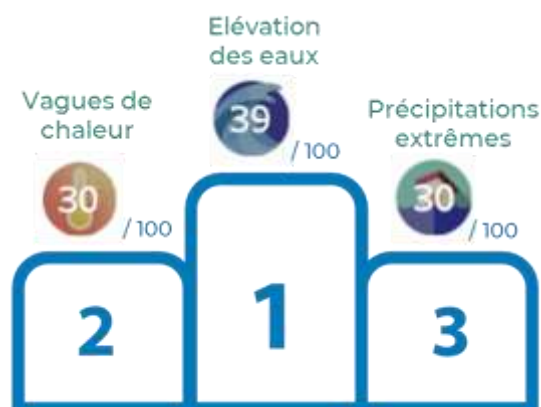 Elévation
des eaux
39
/ 100
Vagues de
chaleur
30
/ 100
Précipitations
extrêmes
30
/ 100
2
1
3